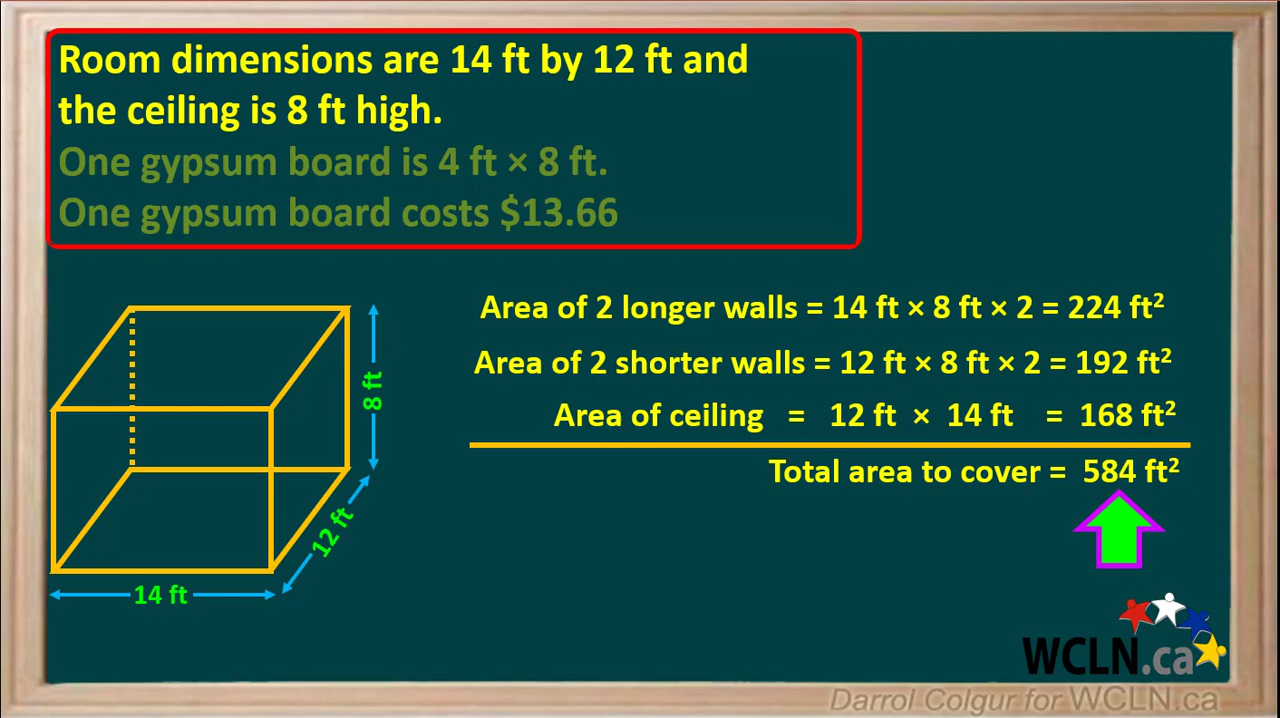 Room dimensions are 14 ft by 12 ft and
the ceiling is 8 ft high.
One gypsum board is 4 ft × 8 ft.
One gypsum board costs $13.66
Area of 2 longer walls = 14 ft × 8 ft × 2 = 224 ft²
Area of 2 shorter walls = 12 ft × 8 ft × 2 = 192 ft²
Area of ceiling = 12 ft × 14 ft = 168 ft²
Total area to cover = 584 ft²
8 ft
12 ft
14 ft
WCLN.ca
Darrol Colgur for WCLN.ca